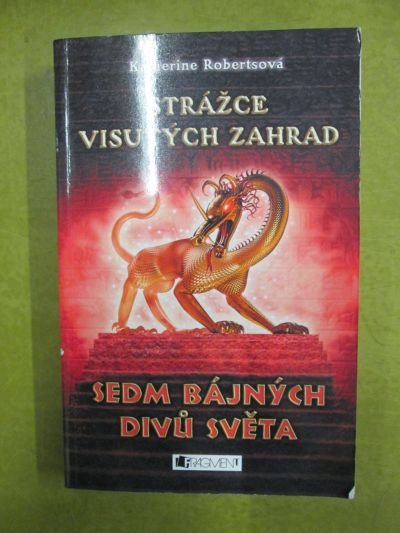 Katherine Robertsová
STRÁŽCE
VISUTÝCH ZAHRAD
SEDM BÁJNÝCH
DIVŮ SVĚTA
FRAGMENT